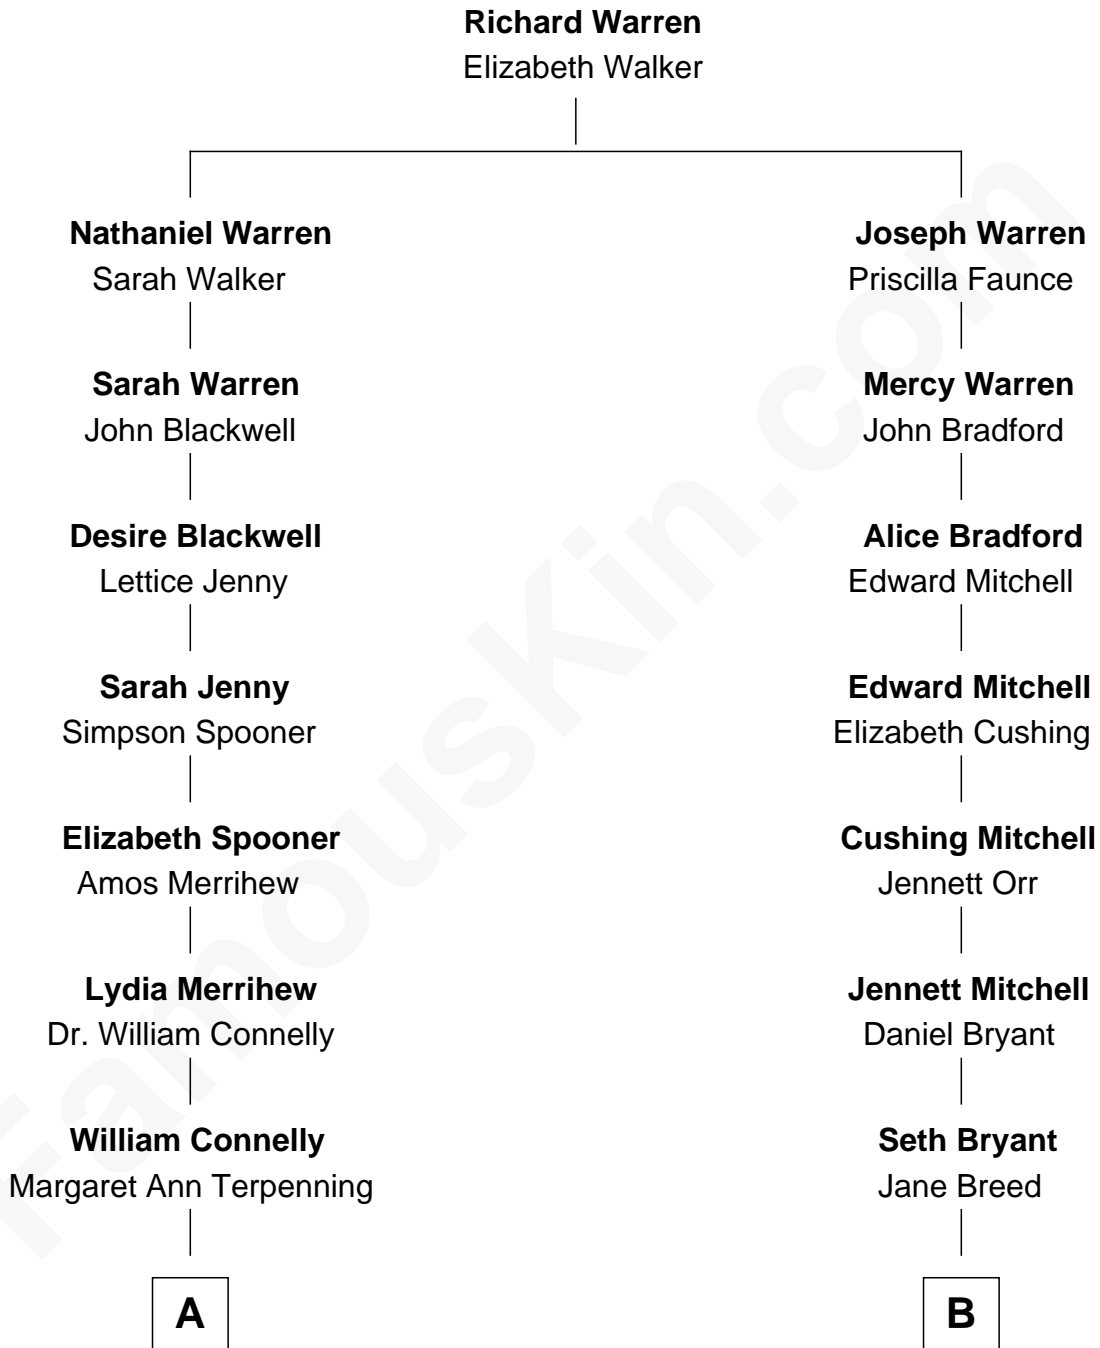 Richard Warren
Elizabeth Walker
Nathaniel Warren
Sarah Walker
Sarah Warren
John Blackwell
Desire Blackwell
Lettice Jenny
Sarah Jenny
Simpson Spooner
Elizabeth Spooner
Amos Merrihew
Lydia Merrihew
Dr. William Connelly
William Connelly
Margaret Ann Terpenning
A
Joseph Warren
Priscilla Faunce
Mercy Warren
John Bradford
Alice Bradford
Edward Mitchell
Edward Mitchell
Elizabeth Cushing
Cushing Mitchell
Jennett Orr
Jennett Mitchell
Daniel Bryant
Seth Bryant
Jane Breed
B
FamousKin.com